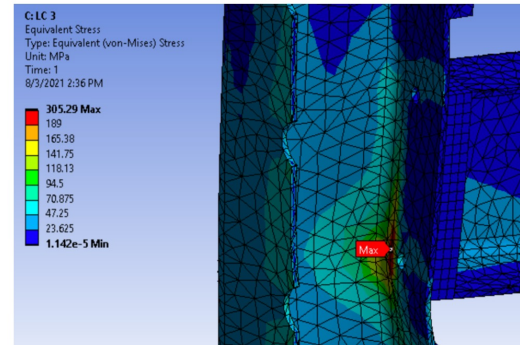 C: LC 3
Equivalent Stress
Type: Equivalent (von-Mises) Stress
Unit: MPa
Time: 1
8/3/2021 2:36 PM
305.29 Max
189
165.38
141.75
118.13
94.5
70.875
47.25
23.625
1.142e-5 Min
Max